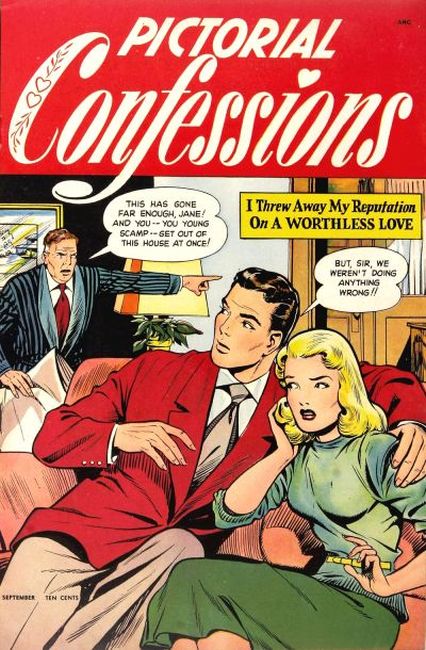 ANC
PICTORIAL
Confessions
I Threw Away My Reputation
On A WORTHLESS LOVE
THIS HAS GONE
FAR ENOUGH, JANE!
AND YOU--YOU YOUNG
SCAMP--GET OUT OF
THIS HOUSE AT ONCE!
BUT, SIR, WE
WEREN'T DOING
ANYTHING
WRONG!!
SEPTEMBER TEN CENTS